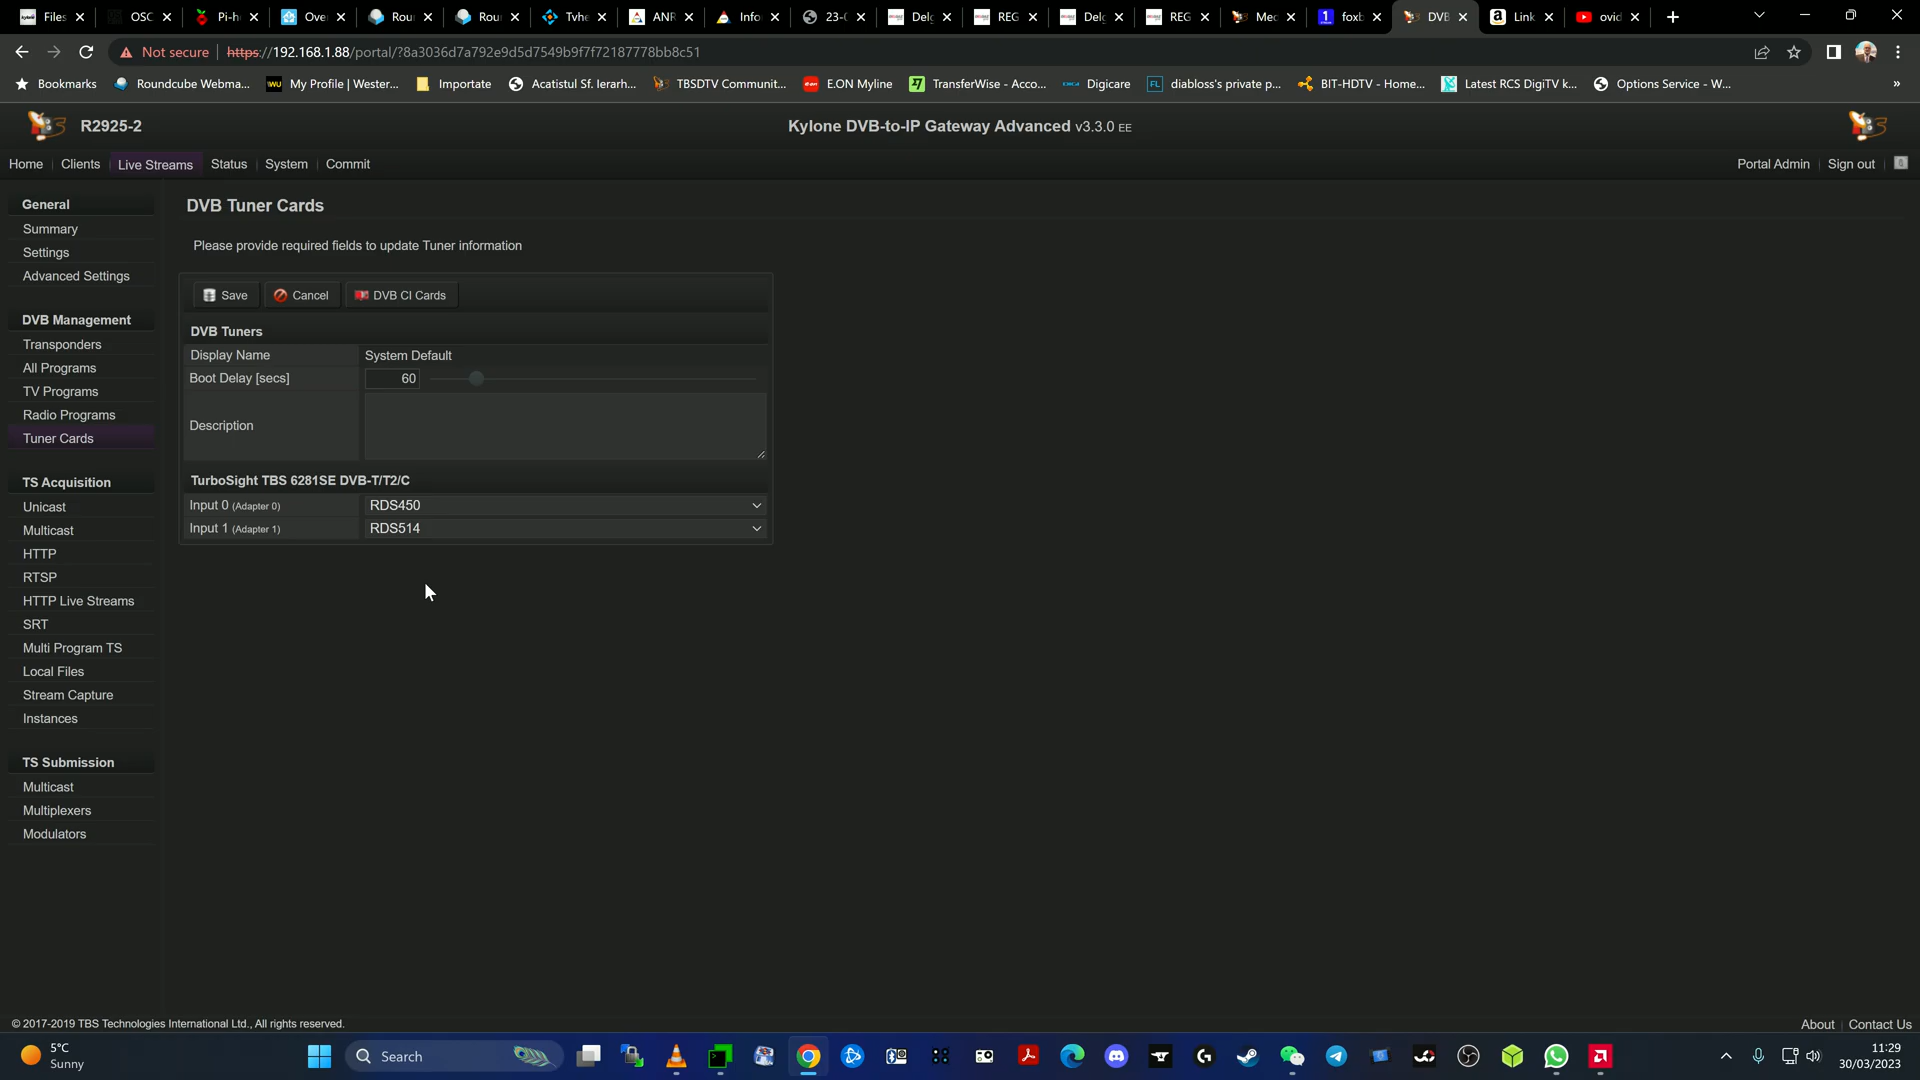 Files
OSC
Pi-h
Ove
Rou
Rou
Tvhe
ANR
Info
23-0
Delg
REG
Delg
REG
Mec
foxb
DVB
Link
ovid
Not secure https://192.168.1.88/portal/?8a3036d7a792e9d5d7549b9f7f72187778bb8c51
Bookmarks
Roundcube Webma...
My Profile | Wester...
Importate
Acatistul Sf. Ierarh...
TBSDTV Communit...
E.ON Myline
TransferWise - Acco...
Digicare
diabloss's private p...
BIT-HDTV - Home...
Latest RCS DigiTV k...
Options Service - W...
R2925-2
Kylone DVB-to-IP Gateway Advanced v3.3.0 EE
Home Clients Live Streams Status System Commit
Portal Admin Sign out
General
Summary
Settings
Advanced Settings
DVB Management
Transponders
All Programs
TV Programs
Radio Programs
Tuner Cards
TS Acquisition
Unicast
Multicast
HTTP
RTSP
HTTP Live Streams
SRT
Multi Program TS
Local Files
Stream Capture
Instances
TS Submission
Multicast
Multiplexers
Modulators
DVB Tuner Cards
Please provide required fields to update Tuner information
Save Cancel DVB CI Cards
DVB Tuners
Display Name System Default
Boot Delay [secs] 60
Description
TurboSight TBS 6281SE DVB-T/T2/C
Input 0 (Adapter 0) RDS450
Input 1 (Adapter 1) RDS514
© 2017-2019 TBS Technologies International Ltd., All rights reserved.
About Contact Us
5°C
Sunny
Search
11:29
30/03/2023